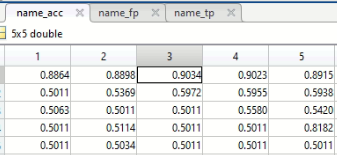 name_acc name_fp name_tp
5x5 double
1 2 3 4 5
0.8864 0.8898 0.9034 0.9023 0.8915
0.5011 0.5369 0.5972 0.5955 0.5938
0.5063 0.5011 0.5011 0.5580 0.5420
0.5011 0.5114 0.5011 0.5011 0.8182
0.5011 0.5034 0.5011 0.5011 0.5011